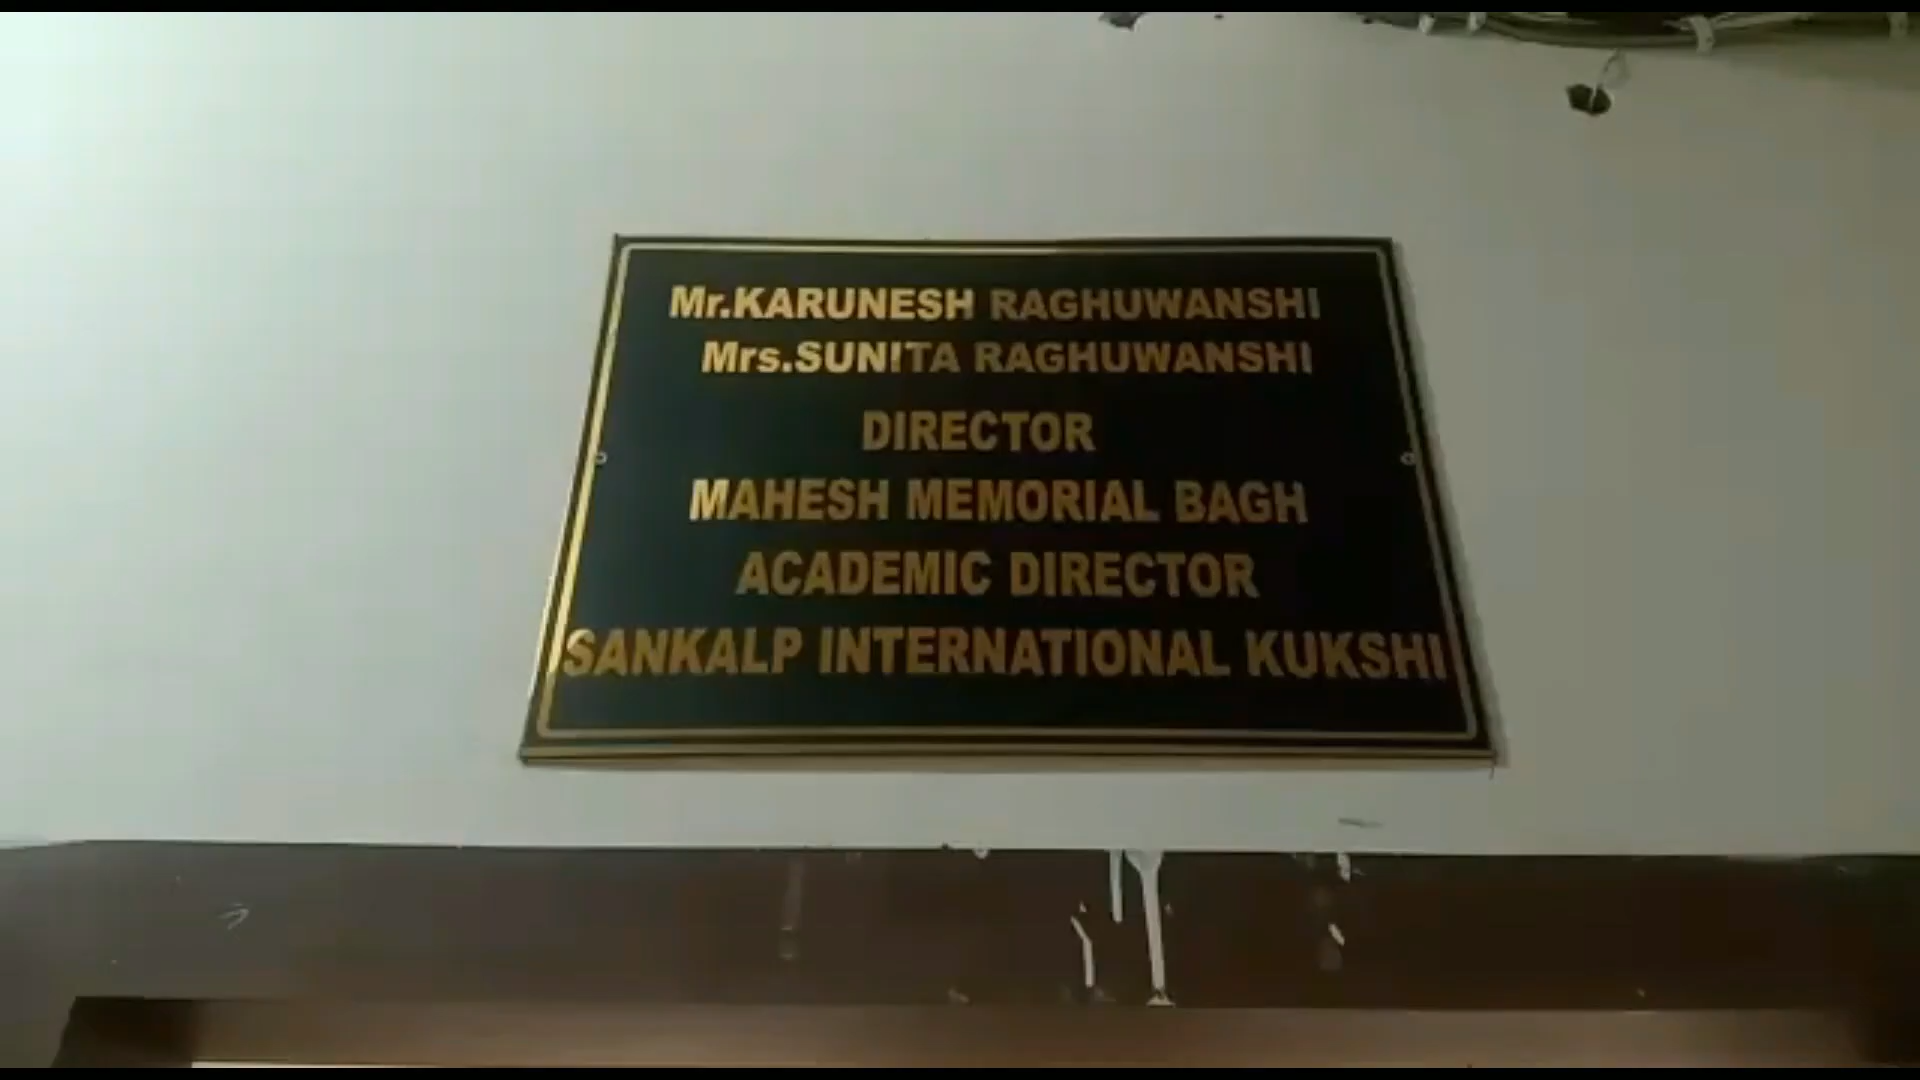 Mr.KARUNESH RAGHUWANSHI
Mrs.SUNITA RAGHUWANSHI
DIRECTOR
MAHESH MEMORIAL BAGH
ACADEMIC DIRECTOR
SANKALP INTERNATIONAL KUKSHI